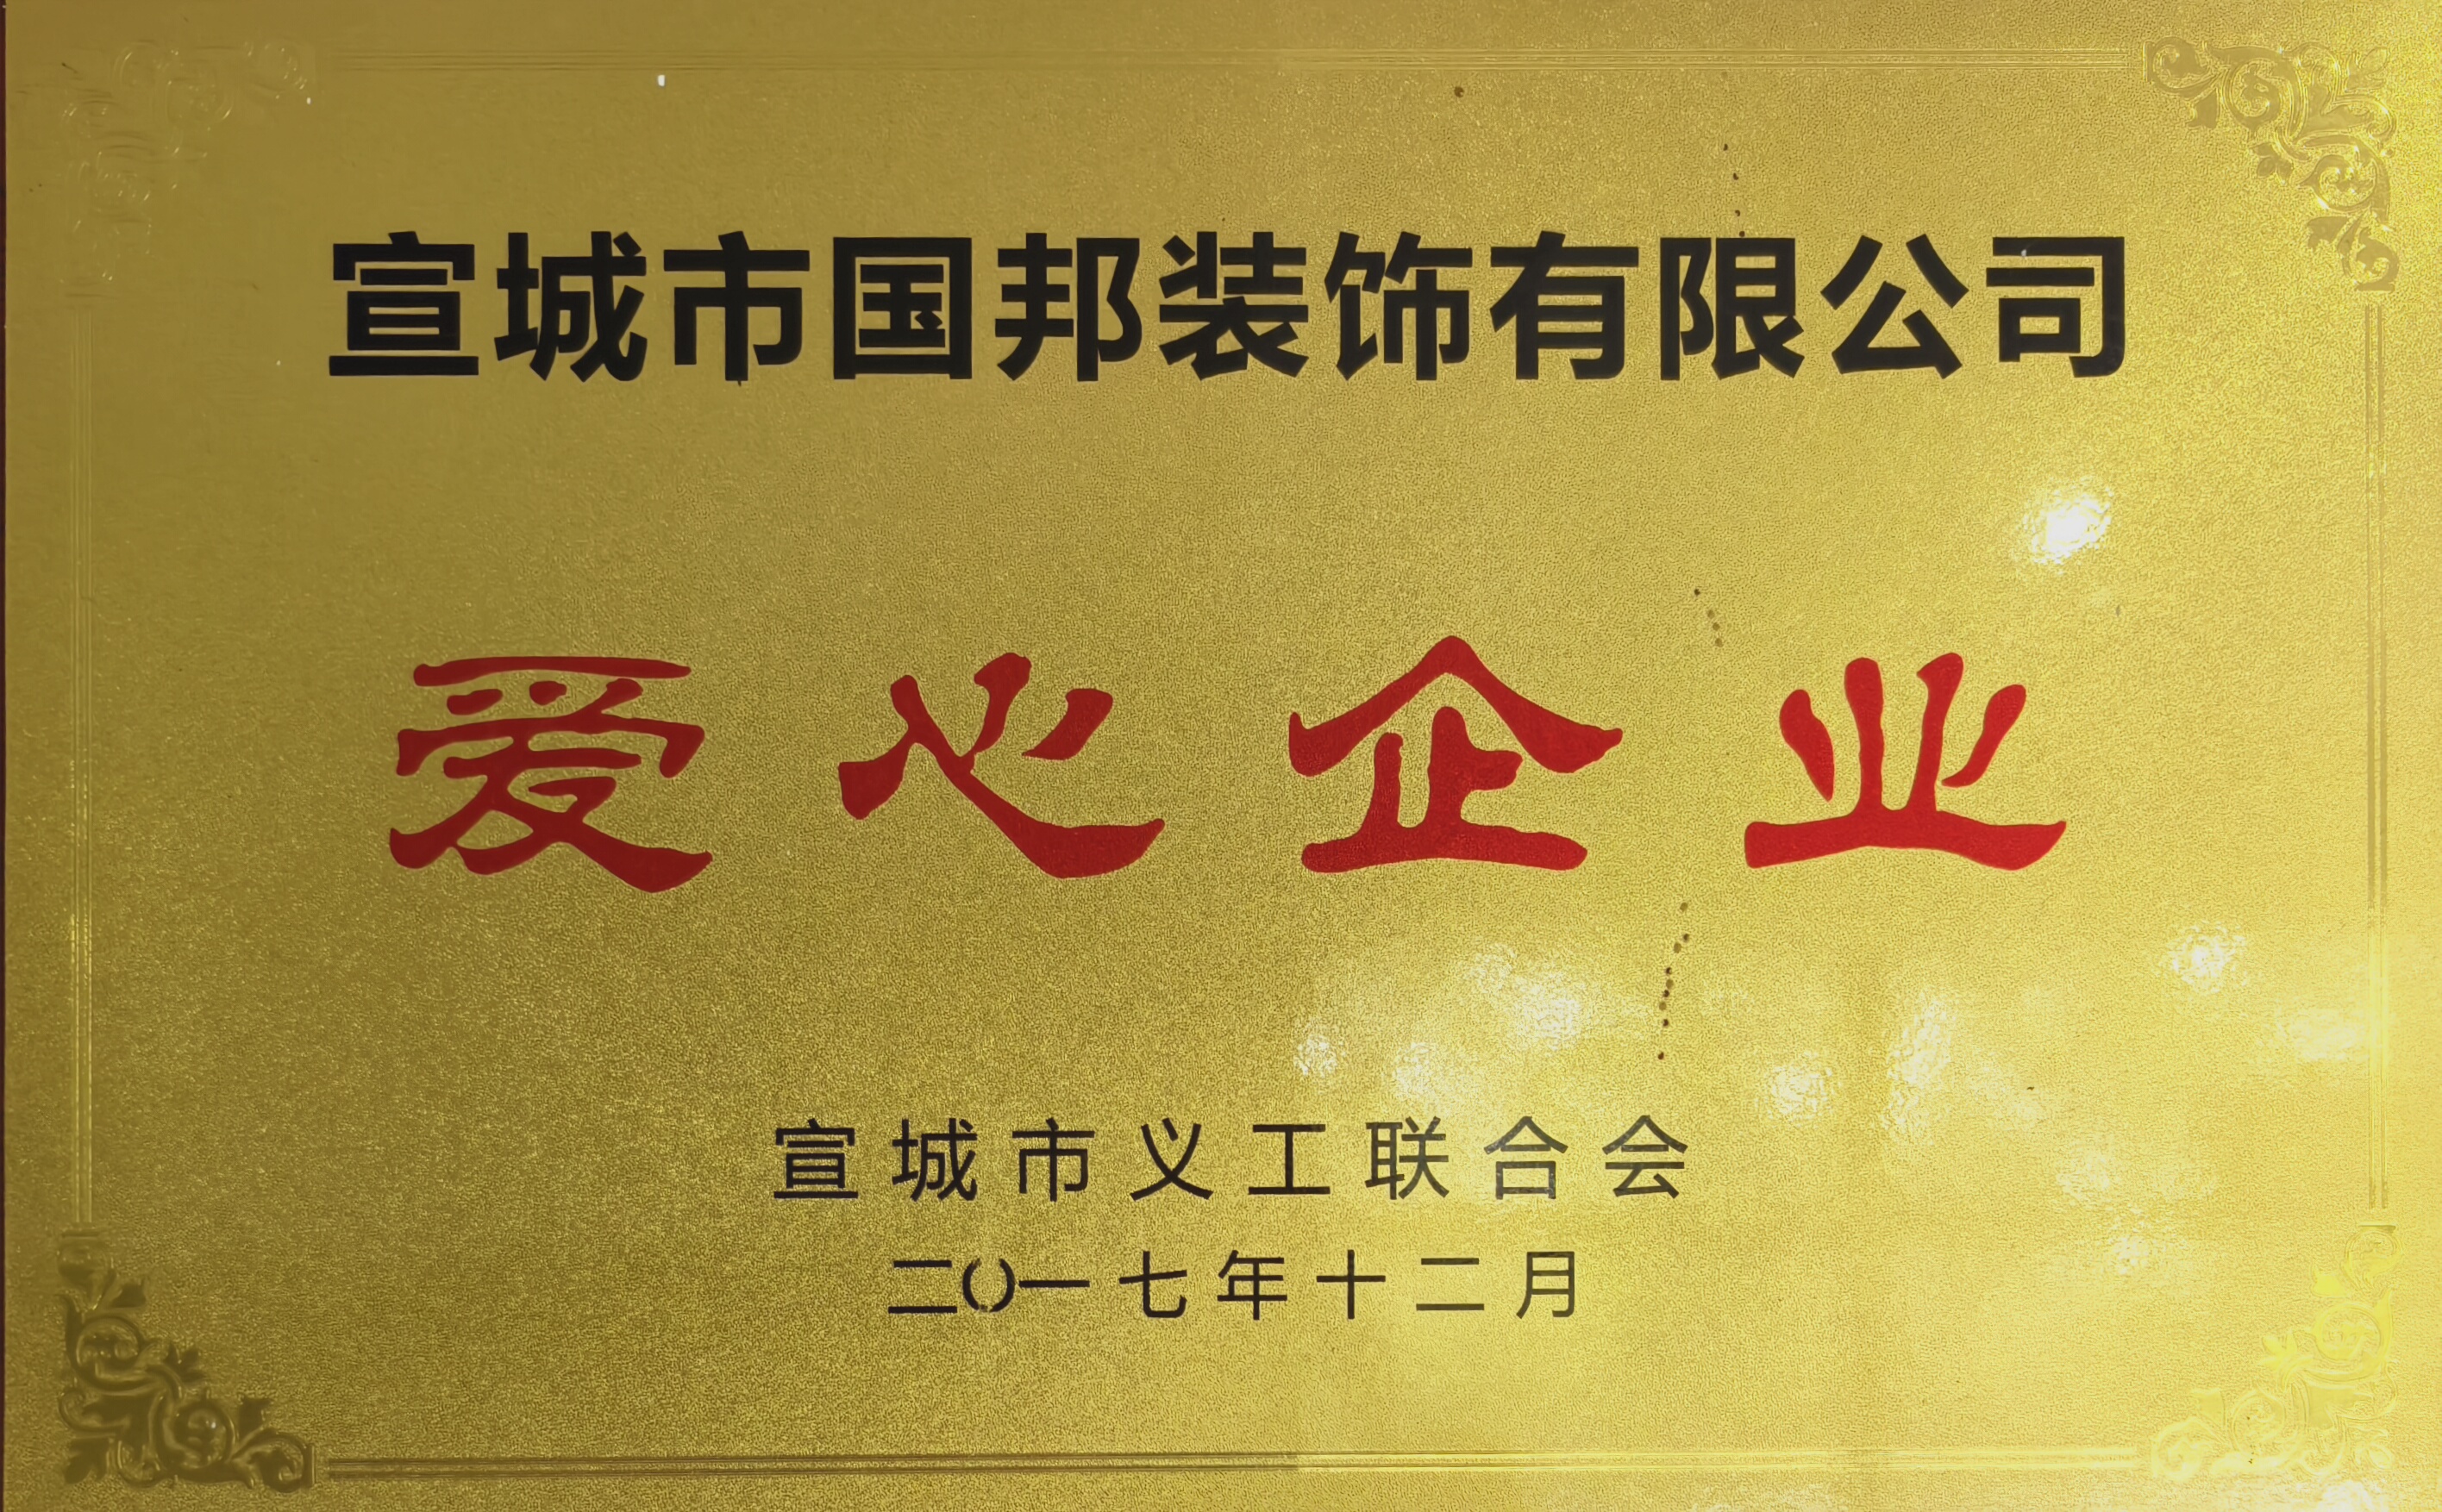 宣城市国邦装饰有限公司
爱心企业
宣城市义工联合会
二〇一七年十二月